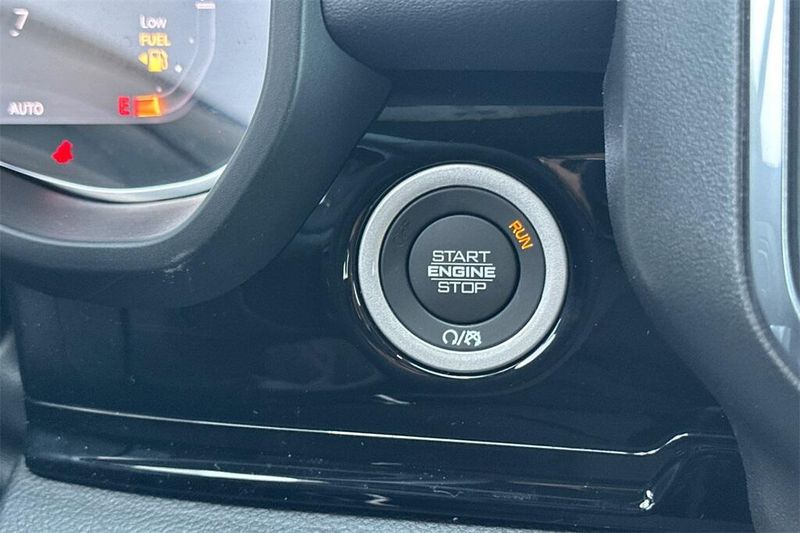 7
Low
FUEL
AUTO
E
RUN
START
ENGINE
STOP